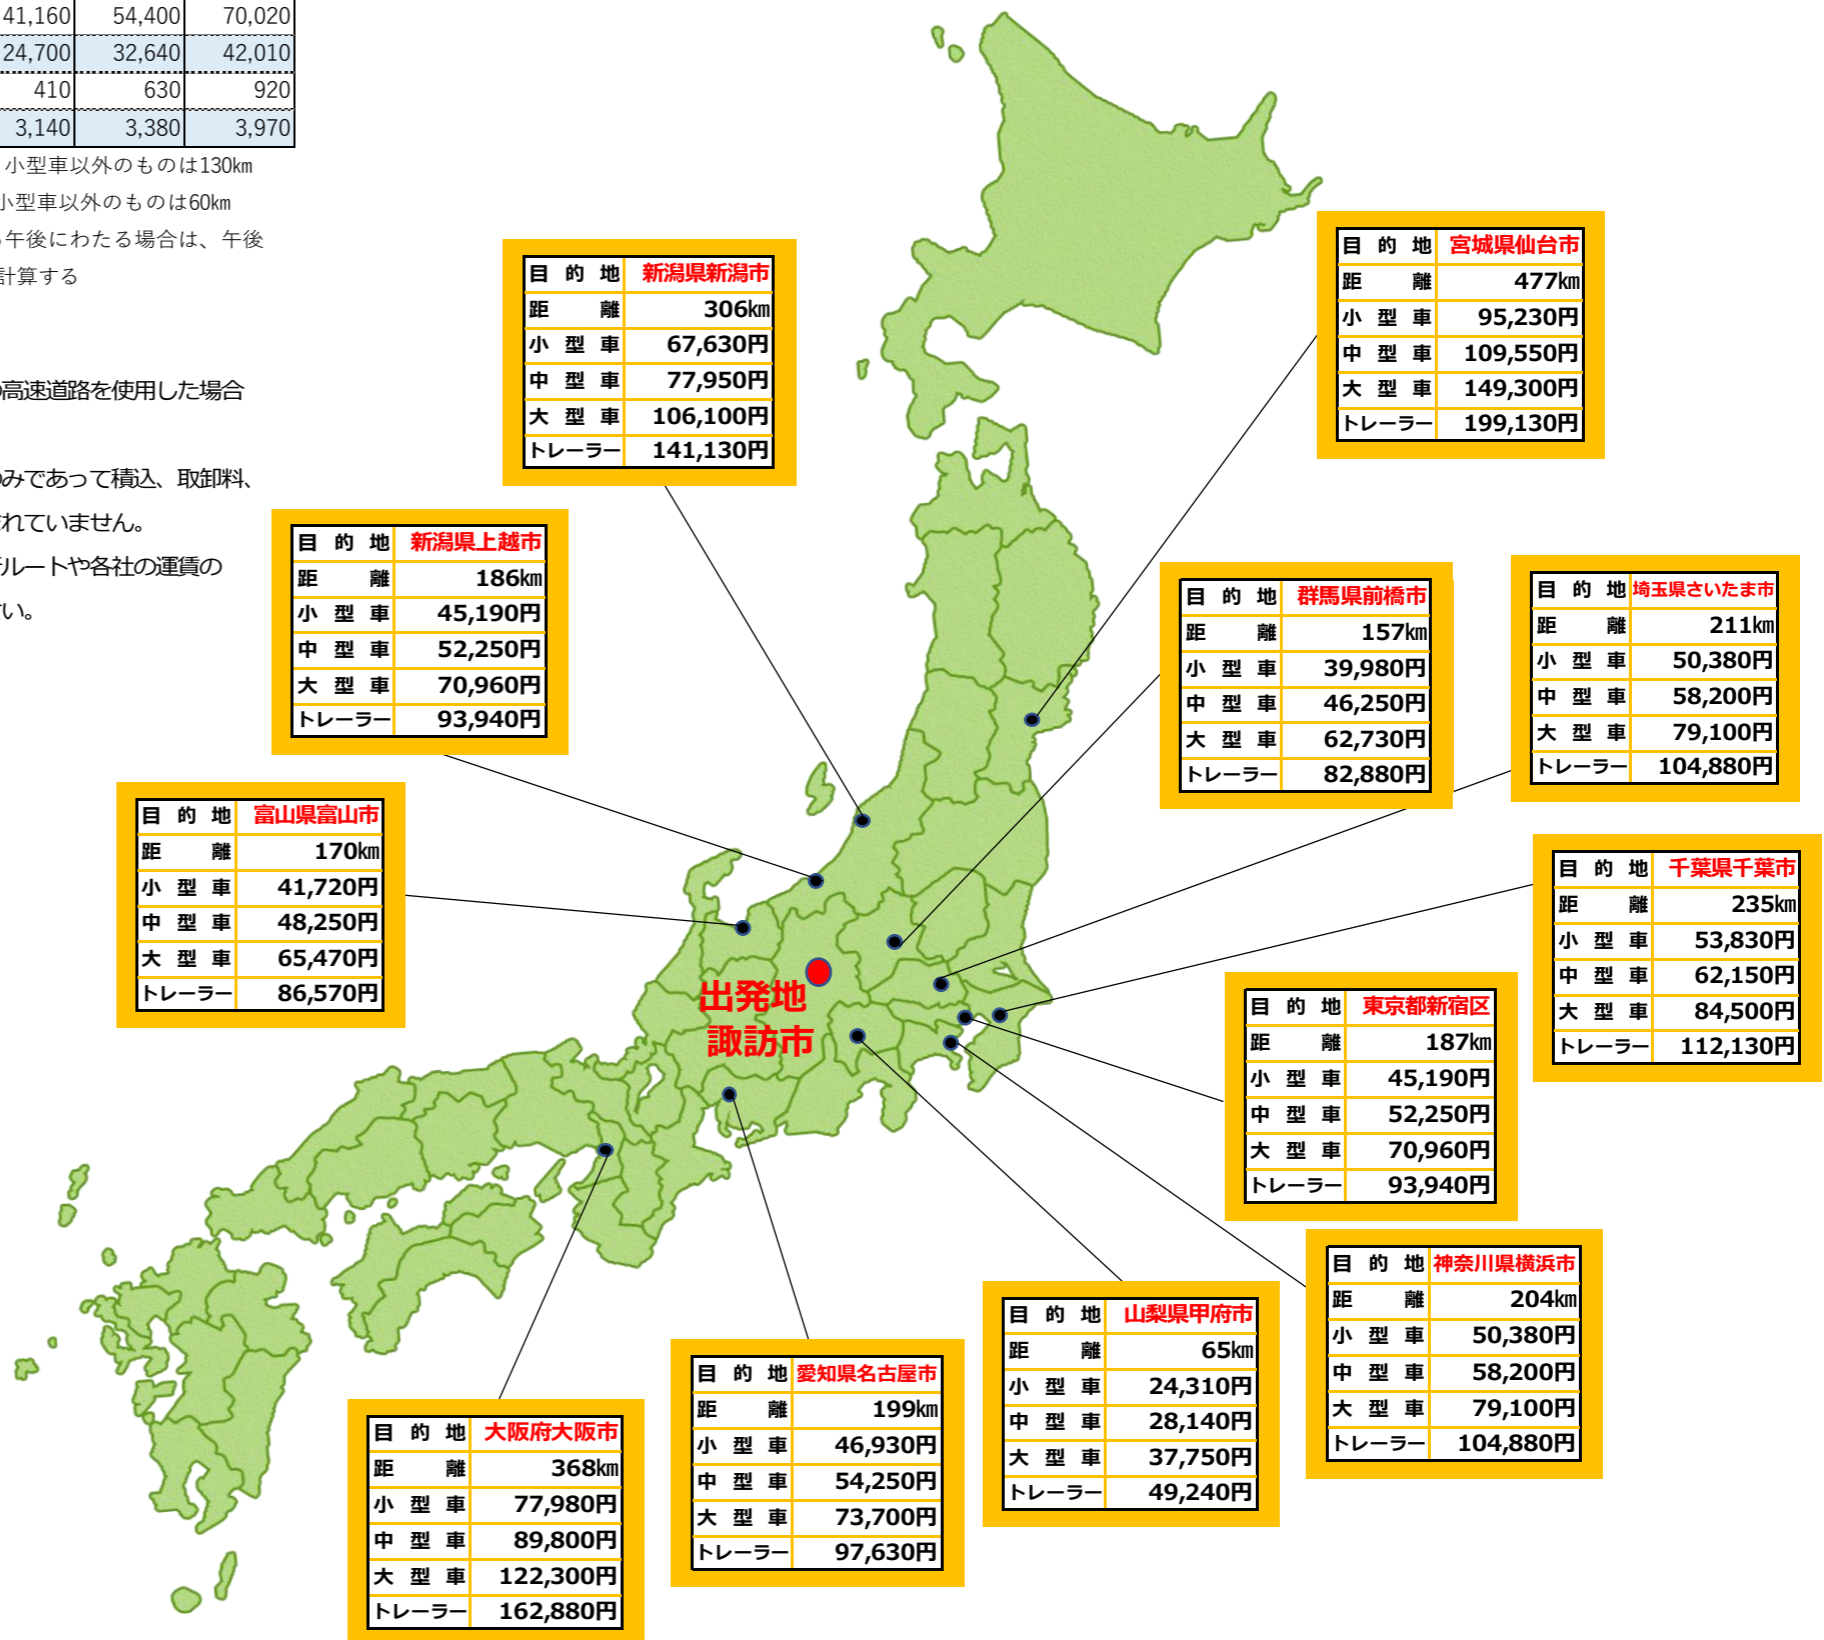 41,160 54,400 70,020
24,700 32,640 42,010
410 630 920
3,140 3,380 3,970
小型車以外のものは130㎞
小型車以外のものは60㎞
午後にわたる場合は、午後
計算する
高速道路を使用した場合
みであって積込、取卸料、
れていません。
ルートや各社の運賃の
い。
目的地 新潟県新潟市
距離 306㎞
小型車 67,630円
中型車 77,950円
大型車 106,100円
トレーラー 141,130円
目的地 宮城県仙台市
距離 477㎞
小型車 95,230円
中型車 109,550円
大型車 149,300円
トレーラー 199,130円
目的地 新潟県上越市
距離 186㎞
小型車 45,190円
中型車 52,250円
大型車 70,960円
トレーラー 93,940円
目的地 群馬県前橋市
距離 157㎞
小型車 39,980円
中型車 46,250円
大型車 62,730円
トレーラー 82,880円
目的地 埼玉県さいたま市
距離 211㎞
小型車 50,380円
中型車 58,200円
大型車 79,100円
トレーラー 104,880円
目的地 富山県富山市
距離 170㎞
小型車 41,720円
中型車 48,250円
大型車 65,470円
トレーラー 86,570円
目的地 千葉県千葉市
距離 235㎞
小型車 53,830円
中型車 62,150円
大型車 84,500円
トレーラー 112,130円
出発地
諏訪市
目的地 東京都新宿区
距離 187㎞
小型車 45,190円
中型車 52,250円
大型車 70,960円
トレーラー 93,940円
目的地 神奈川県横浜市
距離 204㎞
小型車 50,380円
中型車 58,200円
大型車 79,100円
トレーラー 104,880円
目的地 山梨県甲府市
距離 65㎞
小型車 24,310円
中型車 28,140円
大型車 37,750円
トレーラー 49,240円
目的地 愛知県名古屋市
距離 199㎞
小型車 46,930円
中型車 54,250円
大型車 73,700円
トレーラー 97,630円
目的地 大阪府大阪市
距離 368㎞
小型車 77,980円
中型車 89,800円
大型車 122,300円
トレーラー 162,880円